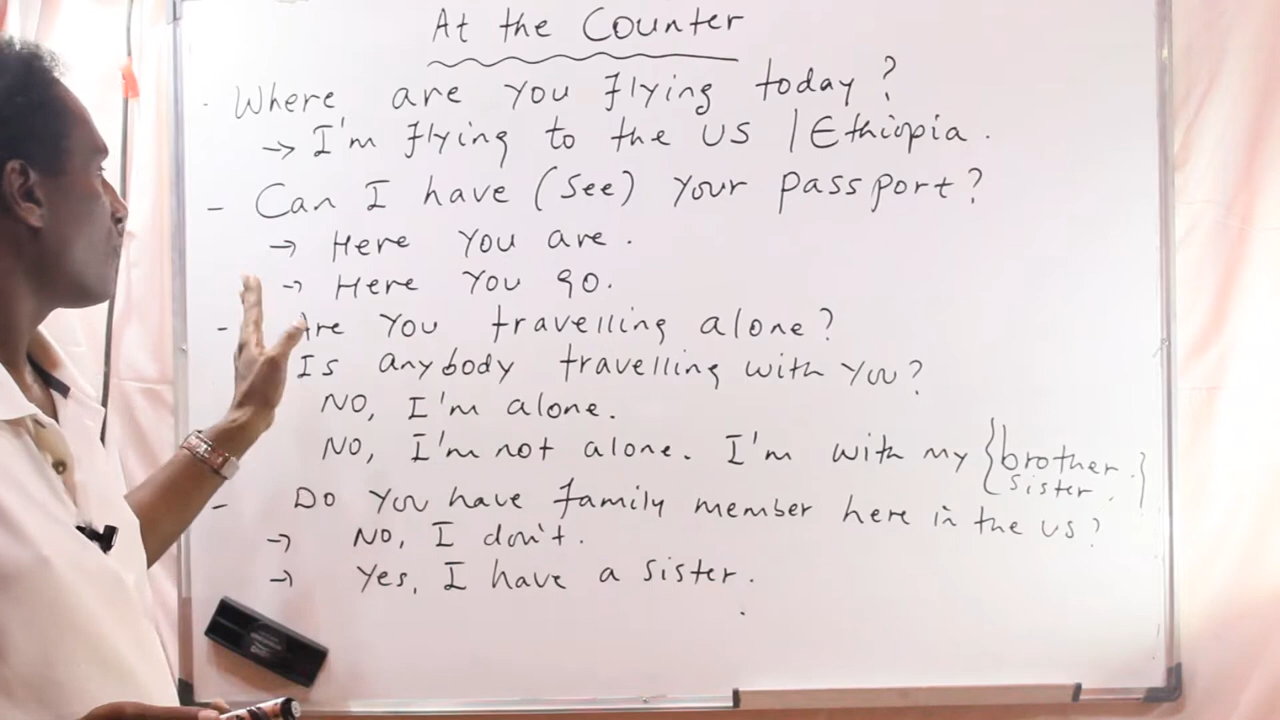 At the Counter
. Where are you flying today?
→ I'm flying to the US / Ethiopia.
- Can I have (see) your passport?
→ Here you are.
→ Here you go.
- Are you travelling alone?
Is anybody travelling with you?
No, I'm alone.
No, I'm not alone. I'm with my {brother.}
sister.
- Do you have family member here in the us?
→ No, I don't.
→ Yes, I have a sister.